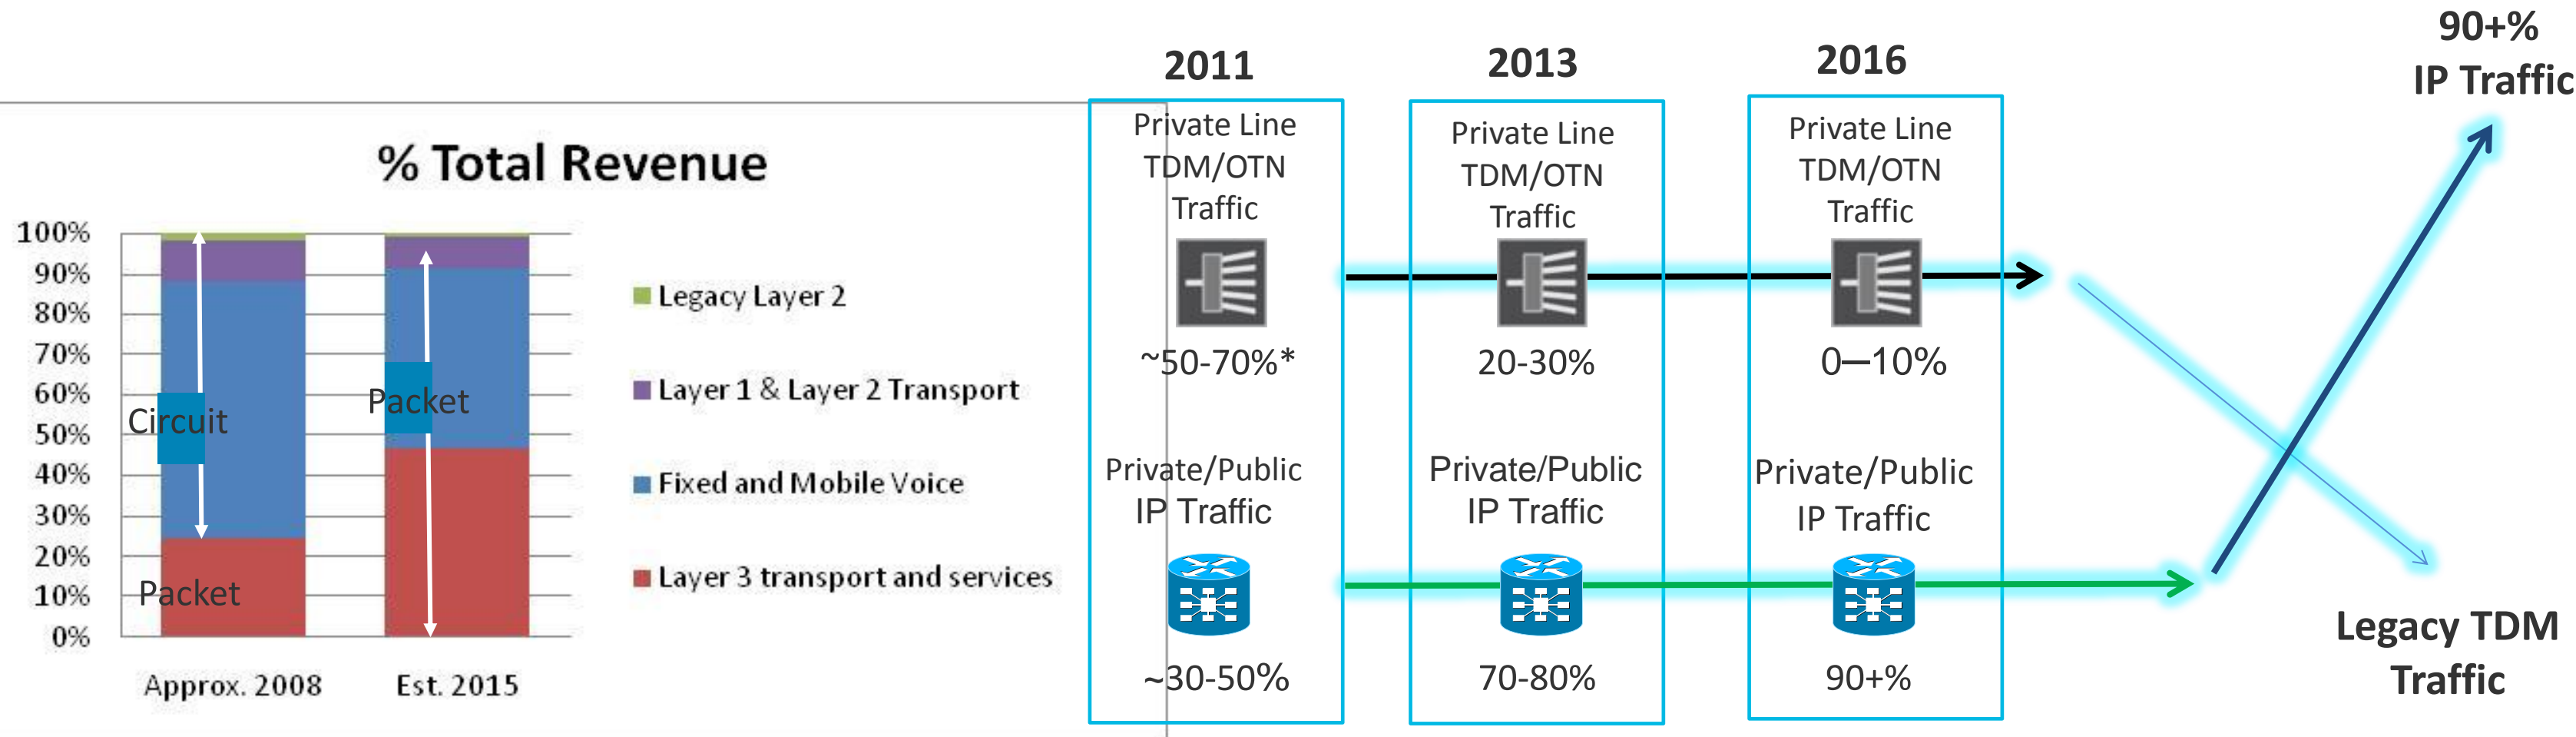 % Total Revenue
100%
90%
80%
70%
60%
50%
40%
30%
20%
10%
0%
Circuit
Packet
Packet
Approx. 2008
Est. 2015
Legacy Layer 2
Layer 1 & Layer 2 Transport
Fixed and Mobile Voice
Layer 3 transport and services
2011
Private Line
TDM/OTN
Traffic
~50-70%*
Private/Public
IP Traffic
~30-50%
2013
Private Line
TDM/OTN
Traffic
20-30%
Private/Public
IP Traffic
70-80%
2016
Private Line
TDM/OTN
Traffic
0—10%
Private/Public
IP Traffic
90+%
90+%
IP Traffic
Legacy TDM
Traffic